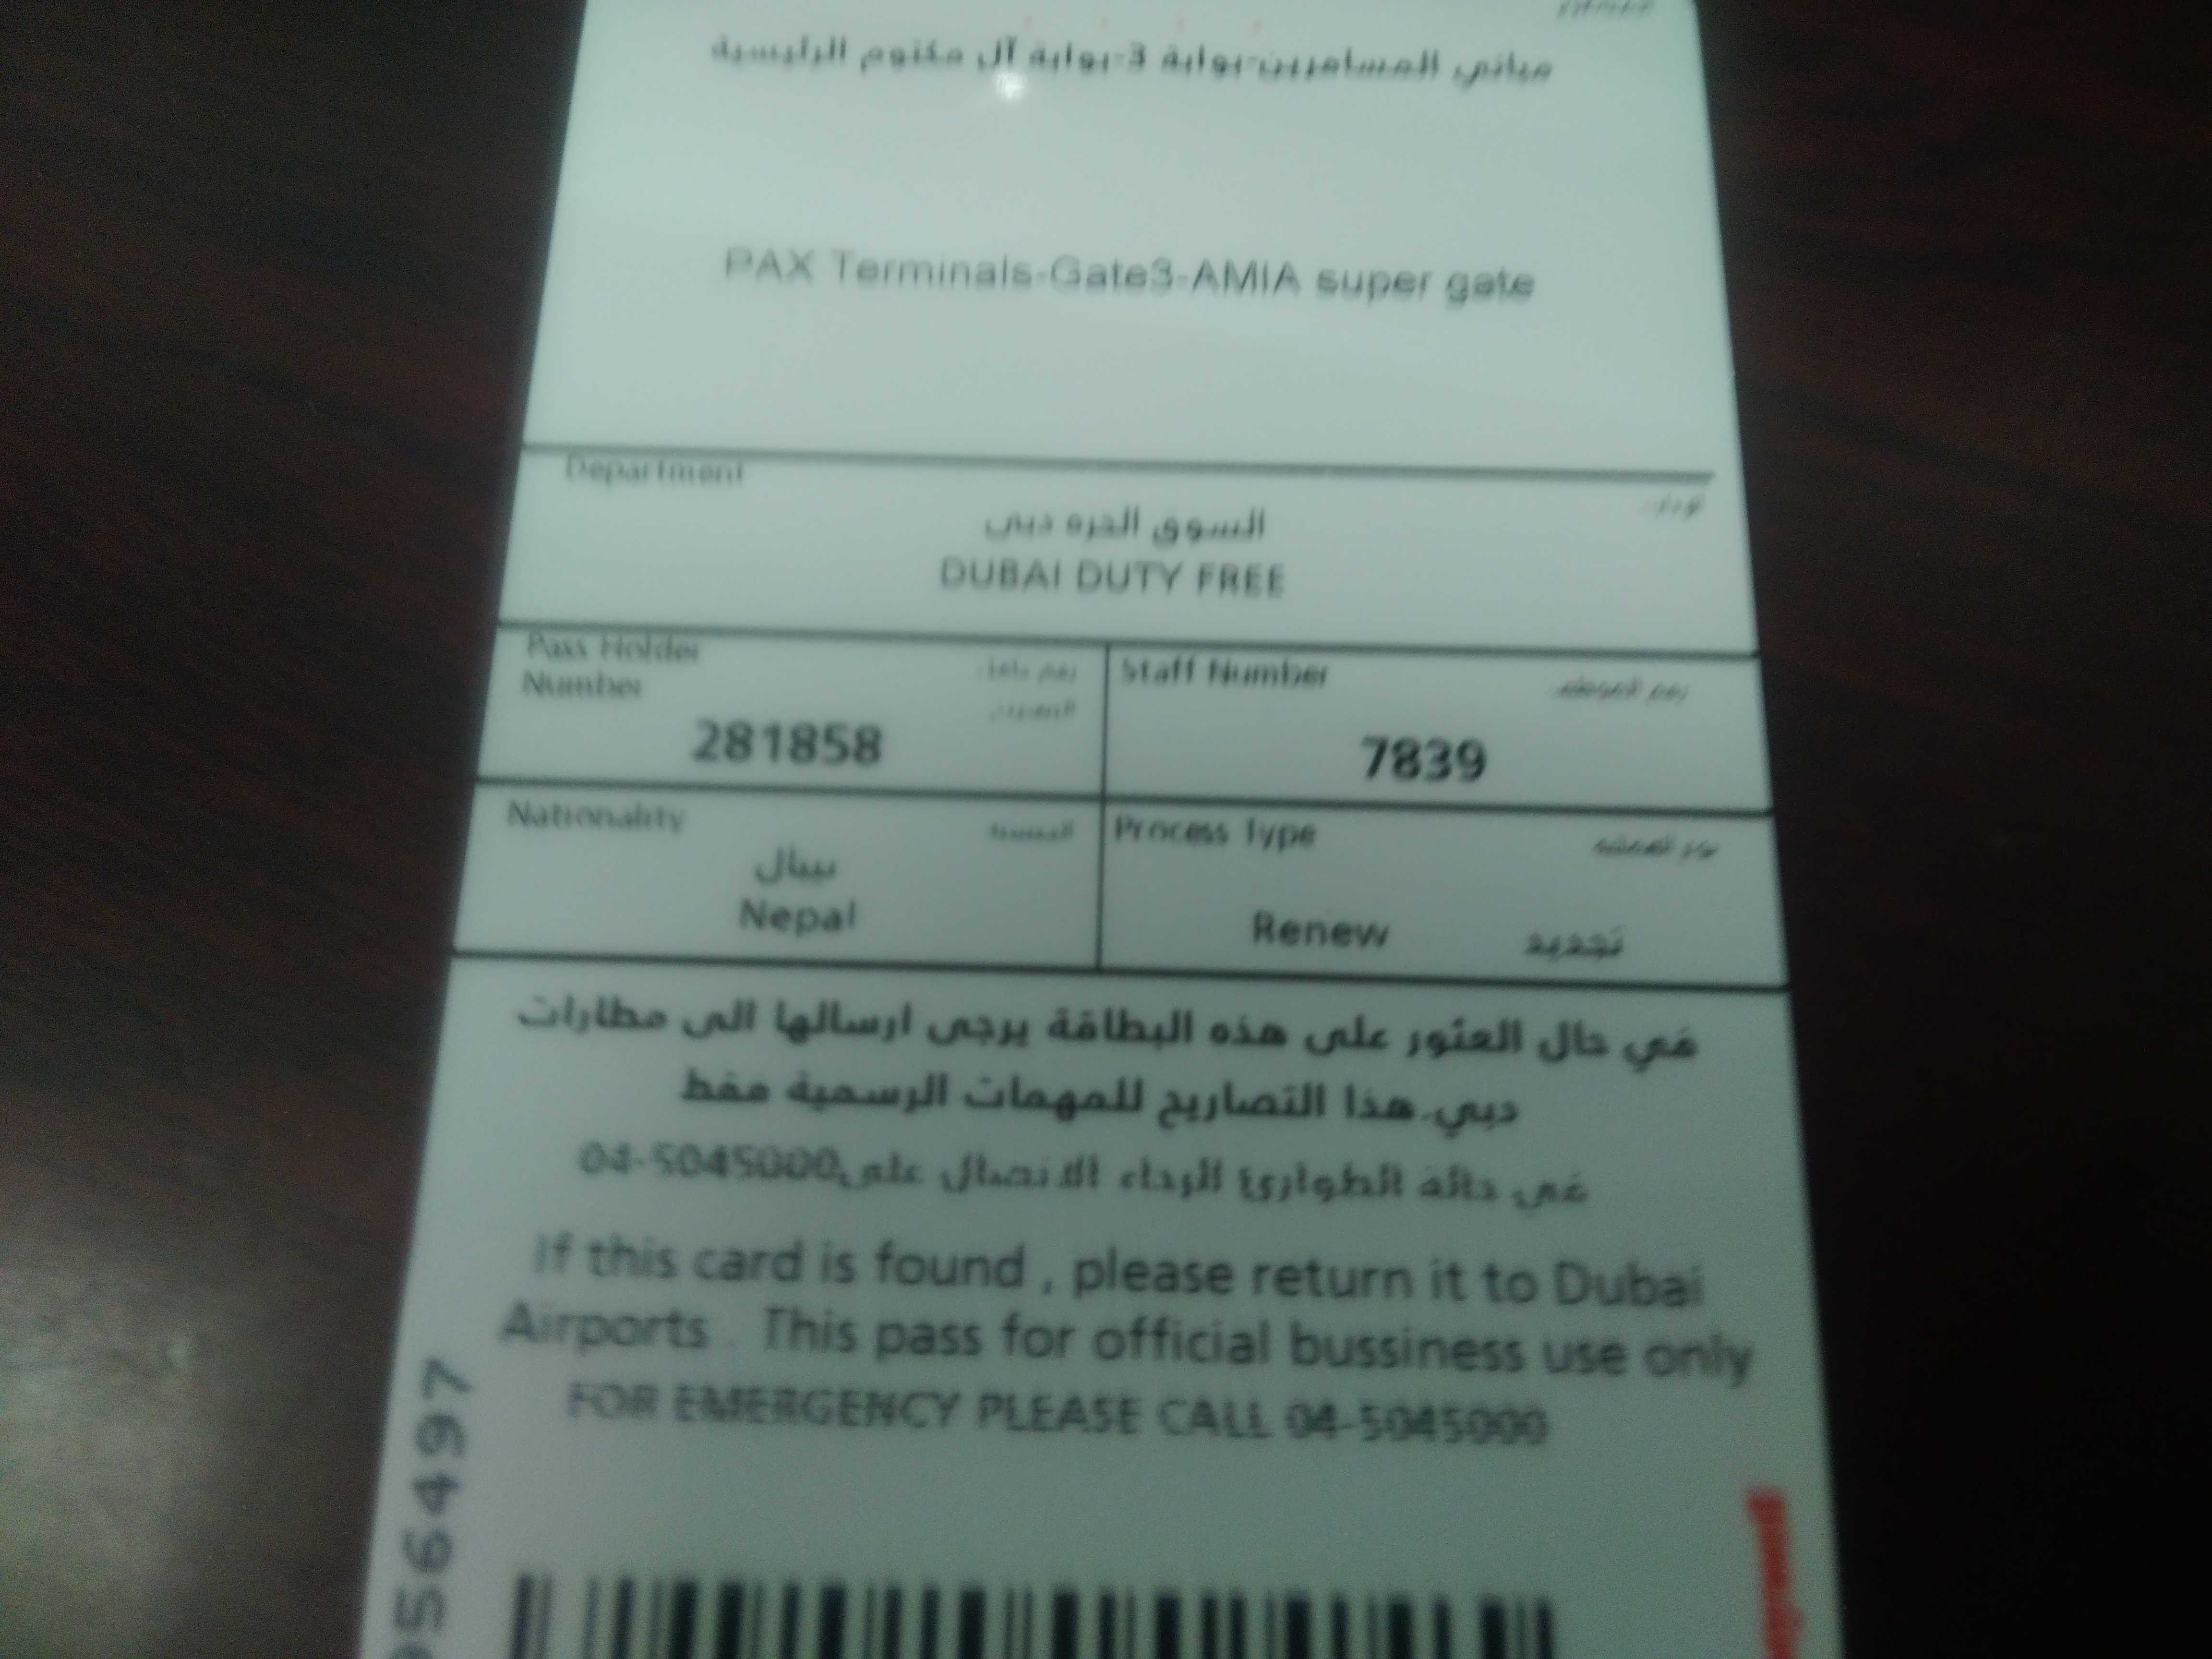 مباني المسافرين-بوابة 3-بوابة آل مكتوم الرئيسية
PAX Terminals-Gate3-AMIA super gate
Department
السوق الحره دبى
DUBAI DUTY FREE
Pass Holder
Number
281858
Staff Number
7839
Nationality
نيبال
Nepal
Process Type
Renew تجديد
في حال العثور على هذه البطاقة يرجى ارسالها الى مطارات
دبي.هذا التصاريح للمهمات الرسمية فقط
في حالة الطوارئ الرجاء الاتصال على04-5045000
If this card is found , please return it to Dubai
Airports . This pass for official bussiness use only
FOR EMERGENCY PLEASE CALL 04-5045000
56497